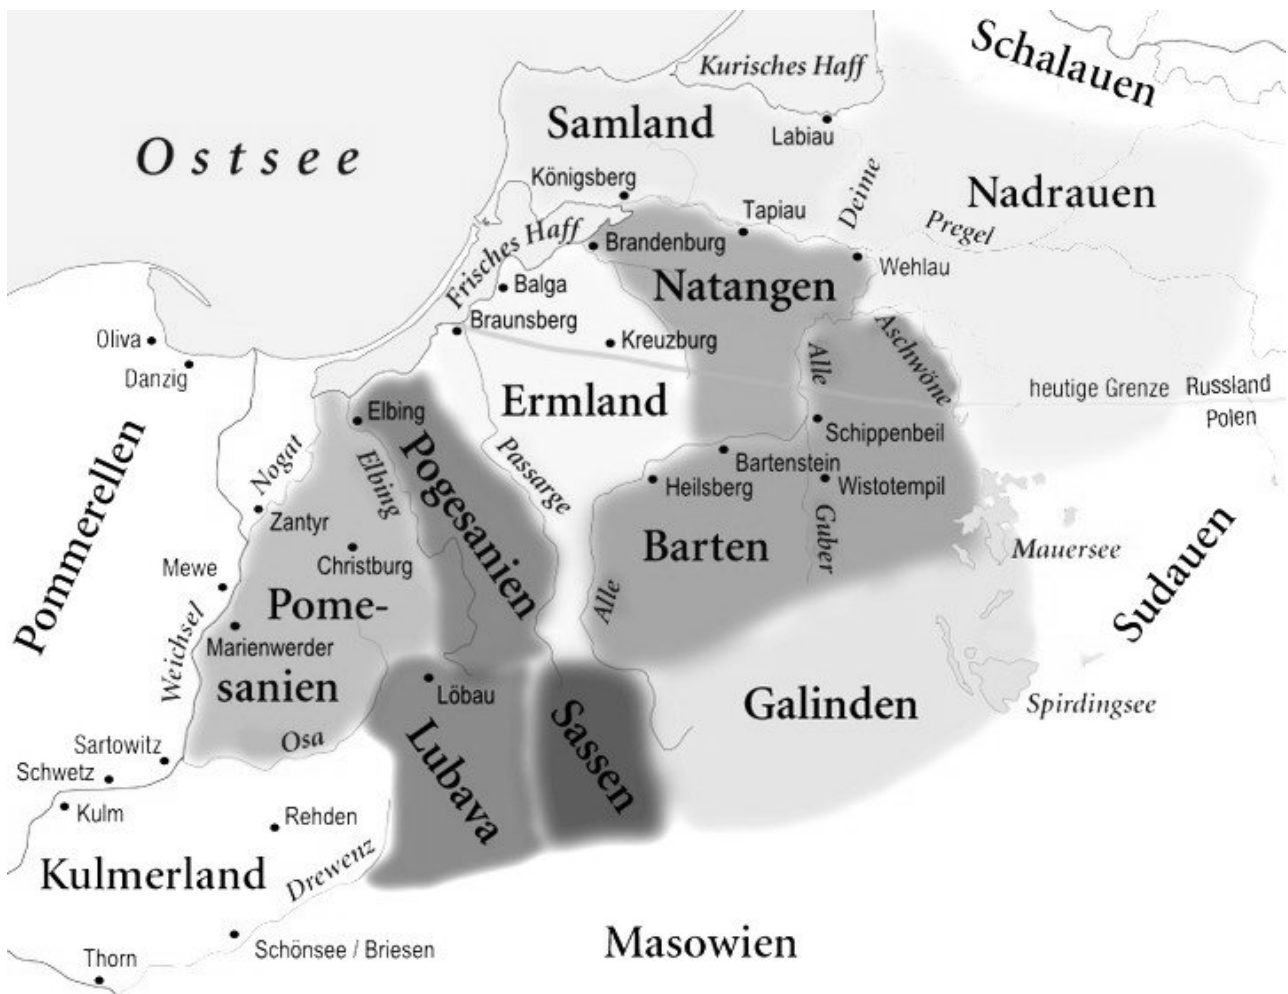 Schalauen
Kurisches Haff
Samland
Labiau
Ostsee
Königsberg
Deime
Nadrauen
Tapiau
Pregel
Frisches Haff
Brandenburg
Wehlau
Natangen
Balga
Braunsberg
Kreuzburg
Aschwöne
Oliva
Alle
Danzig
heutige Grenze
Russland
Polen
Ermland
Elbing
Schippenbeil
Pommerellen
Nogat
Elbing
Pogesanien
Passarge
Bartenstein
Heilsberg
Wistotempil
Zantyr
Guber
Barten
Mauersee
Sudauen
Christburg
Mewe
Pome-
Alle
Weichsel
Marienwerder
sanien
Löbau
Galinden
Spirdingsee
Osa
Sassen
Lubava
Sartowitz
Schwetz
Kulm
Rehden
Kulmerland
Drewenz
Schönsee / Briesen
Masowien
Thorn